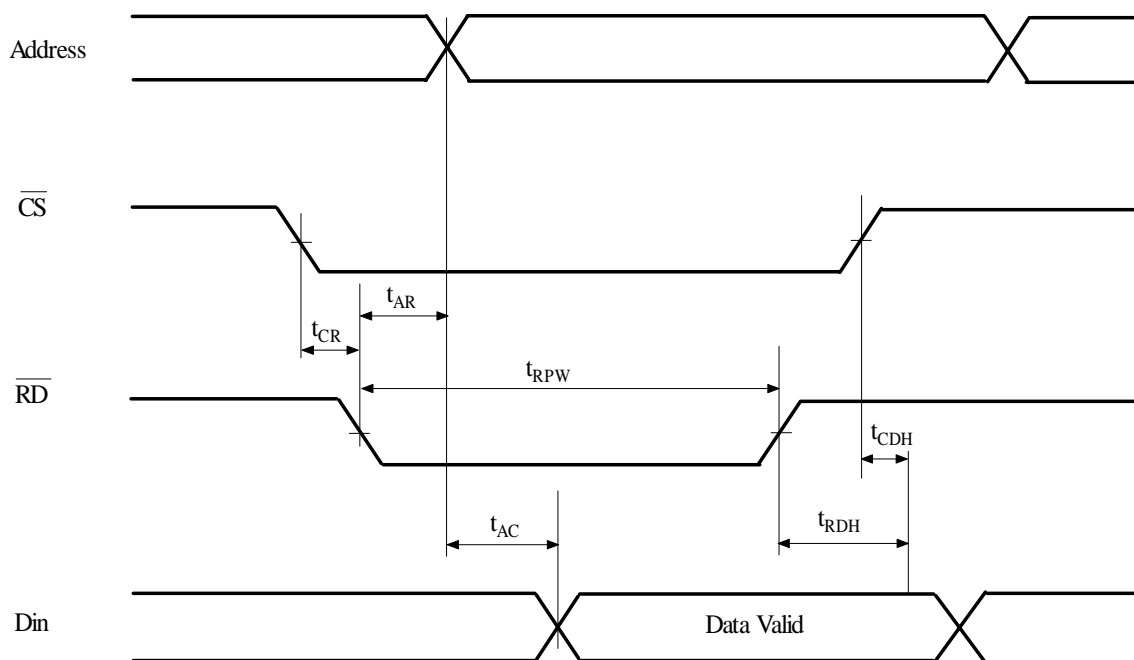 Address
CS
tAR
tCR
tRPW
RD
tCDH
tAC
tRDH
Din
Data Valid